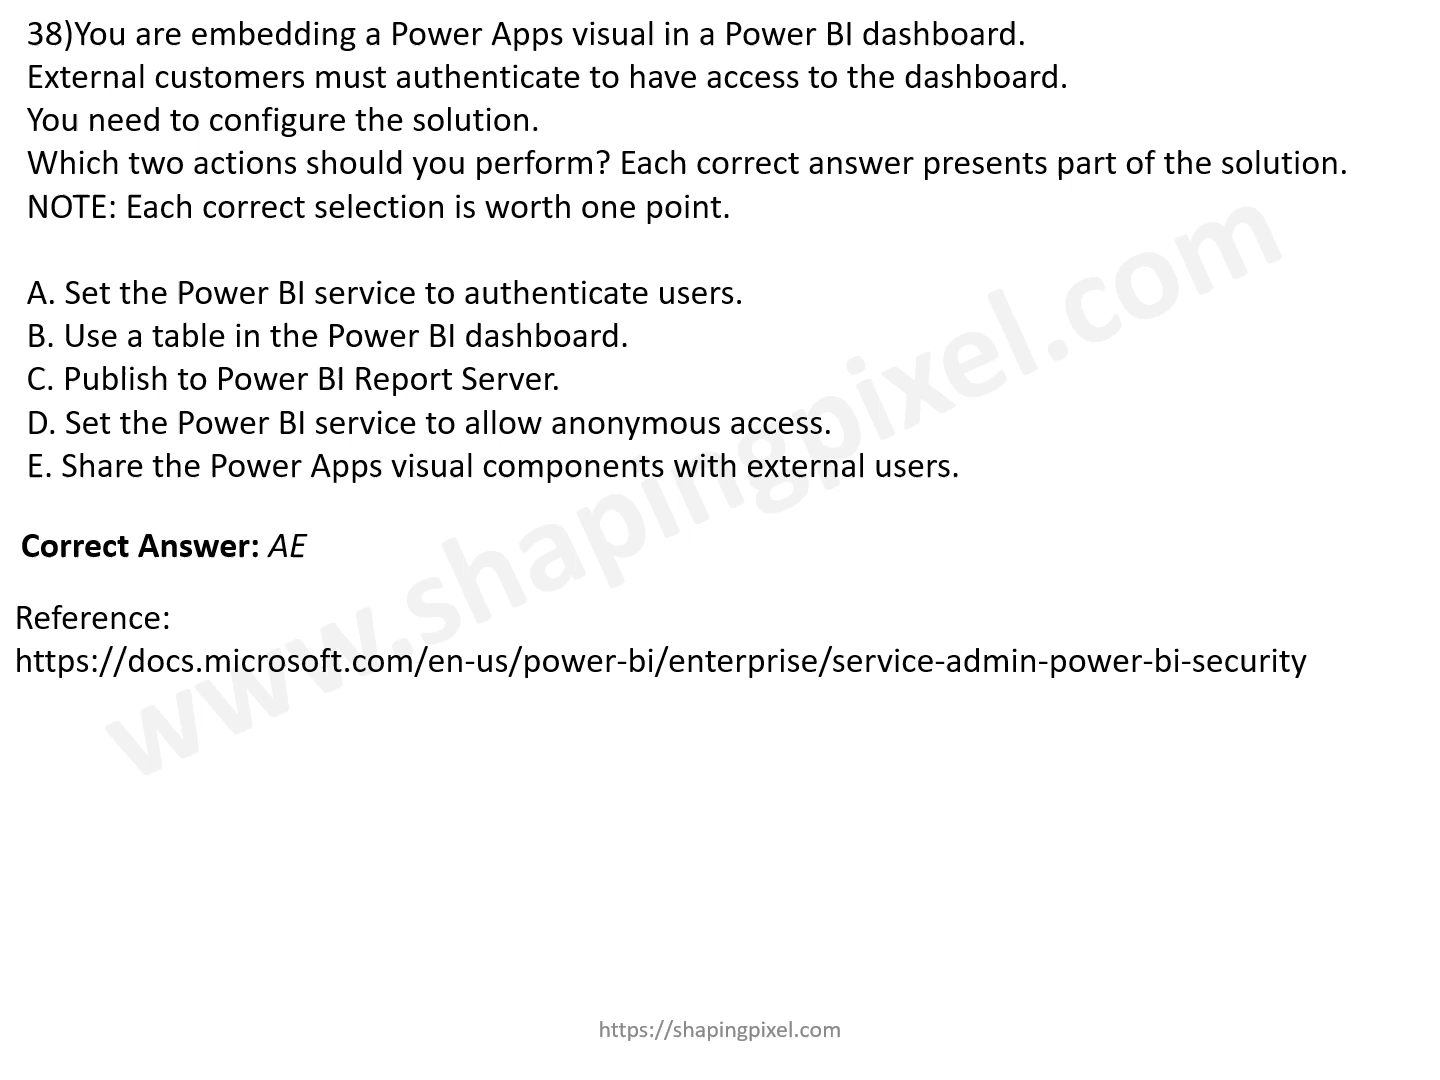 38)You are embedding a Power Apps visual in a Power BI dashboard.
External customers must authenticate to have access to the dashboard.
You need to configure the solution.
Which two actions should you perform? Each correct answer presents part of the solution.
NOTE: Each correct selection is worth one point.
A. Set the Power BI service to authenticate users.
B. Use a table in the Power BI dashboard.
C. Publish to Power BI Report Server.
D. Set the Power BI service to allow anonymous access.
E. Share the Power Apps visual components with external users.
Correct Answer: AE
Reference:
https://docs.microsoft.com/en-us/power-bi/enterprise/service-admin-power-bi-security
www.shapingpixel.com
https://shapingpixel.com